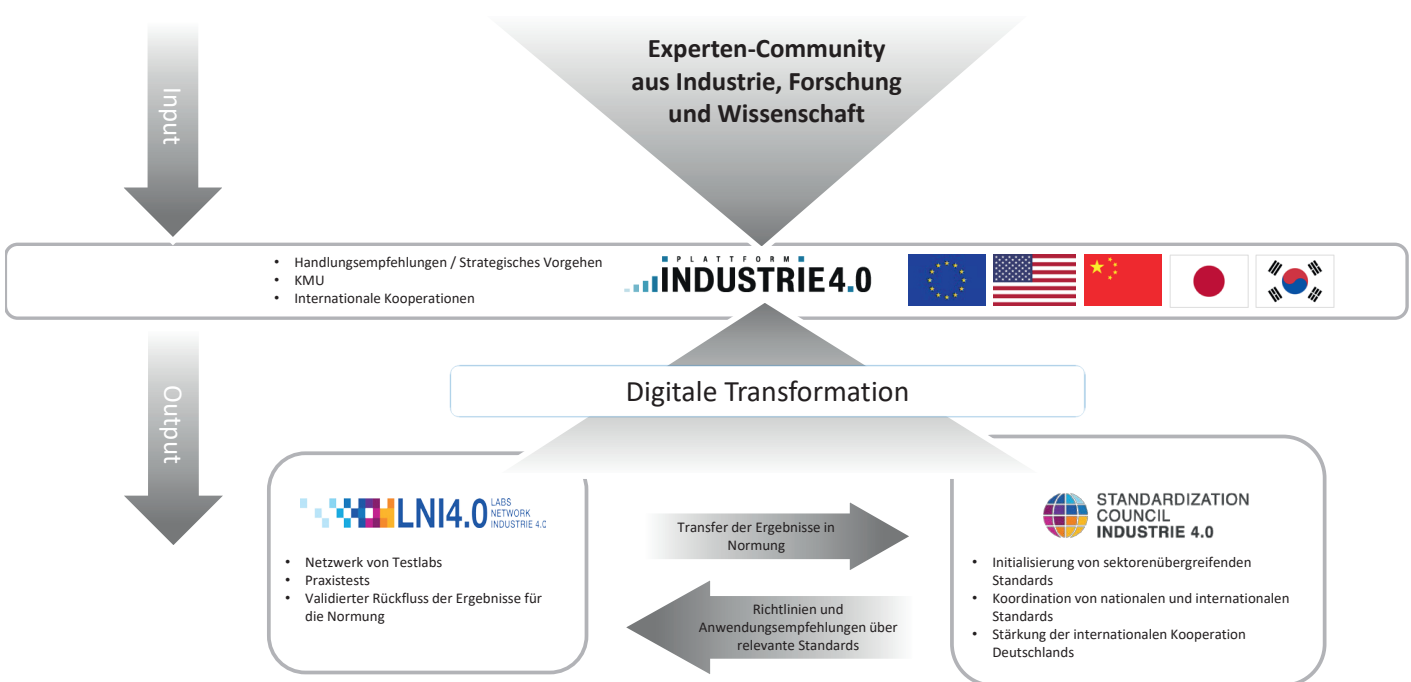 Input
Experten-Community
aus Industrie, Forschung
und Wissenschaft
• Handlungsempfehlungen / Strategisches Vorgehen
• KMU
• Internationale Kooperationen
PLATTFORM
INDUSTRIE4.0
Output
Digitale Transformation
LNI4.0 LABS
NETWORK
INDUSTRIE 4.0
• Netzwerk von Testlabs
• Praxistests
• Validierter Rückfluss der Ergebnisse für
die Normung
Transfer der Ergebnisse in
Normung
Richtlinien und
Anwendungsempfehlungen über
relevante Standards
STANDARDIZATION
COUNCIL
INDUSTRIE 4.0
• Initialisierung von sektorenübergreifenden
Standards
• Koordination von nationalen und internationalen
Standards
• Stärkung der internationalen Kooperation
Deutschlands